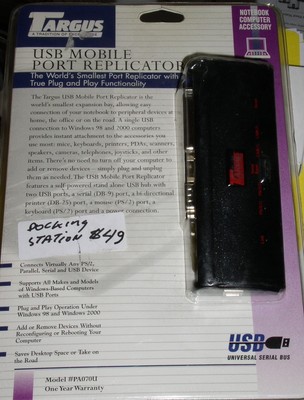 TARGUS
A TRADITION OF EXCELLENCE
NOTEBOOK
COMPUTER
ACCESSORY
USB MOBILE
PORT REPLICATOR
The World's Smallest Port Replicator with
True Plug and Play Functionality
The Targus USB Mobile Port Replicator is the
world's smallest expansion bay, allowing easy
connection of your notebook to peripheral devices at
home, the office or on the road. A single USB
connection to Windows 98 and 2000 computers
provides instant attachment to the accessories you
use most: mice, keyboards, printers, PDAs, scanners,
speakers, cameras, telephones, joysticks, and other
items. There's no need to turn off your computer to
add or remove devices - simply plug and unplug
them as needed. The USB Mobile Port Replicator
features a self-powered stand alone USB hub with
two USB ports, a serial (DB-9) port, a bi-directional
printer (DB-25) port, a mouse (PS/2) port, a
keyboard (PS/2) port and a power connection.
DOCKING
STATION $49
Connects Virtually Any PS/2,
Parallel, Serial and USB Device
Supports All Makes and Models
of Windows-Based Computers
with USB Ports
Plug and Play Operation Under
Windows 98 and Windows 2000
Add or Remove Devices Without
Reconfiguring or Rebooting Your
Computer
Saves Desktop Space or Take on
the Road
USB
UNIVERSAL SERIAL BUS
Model #PA070U
One Year Warranty